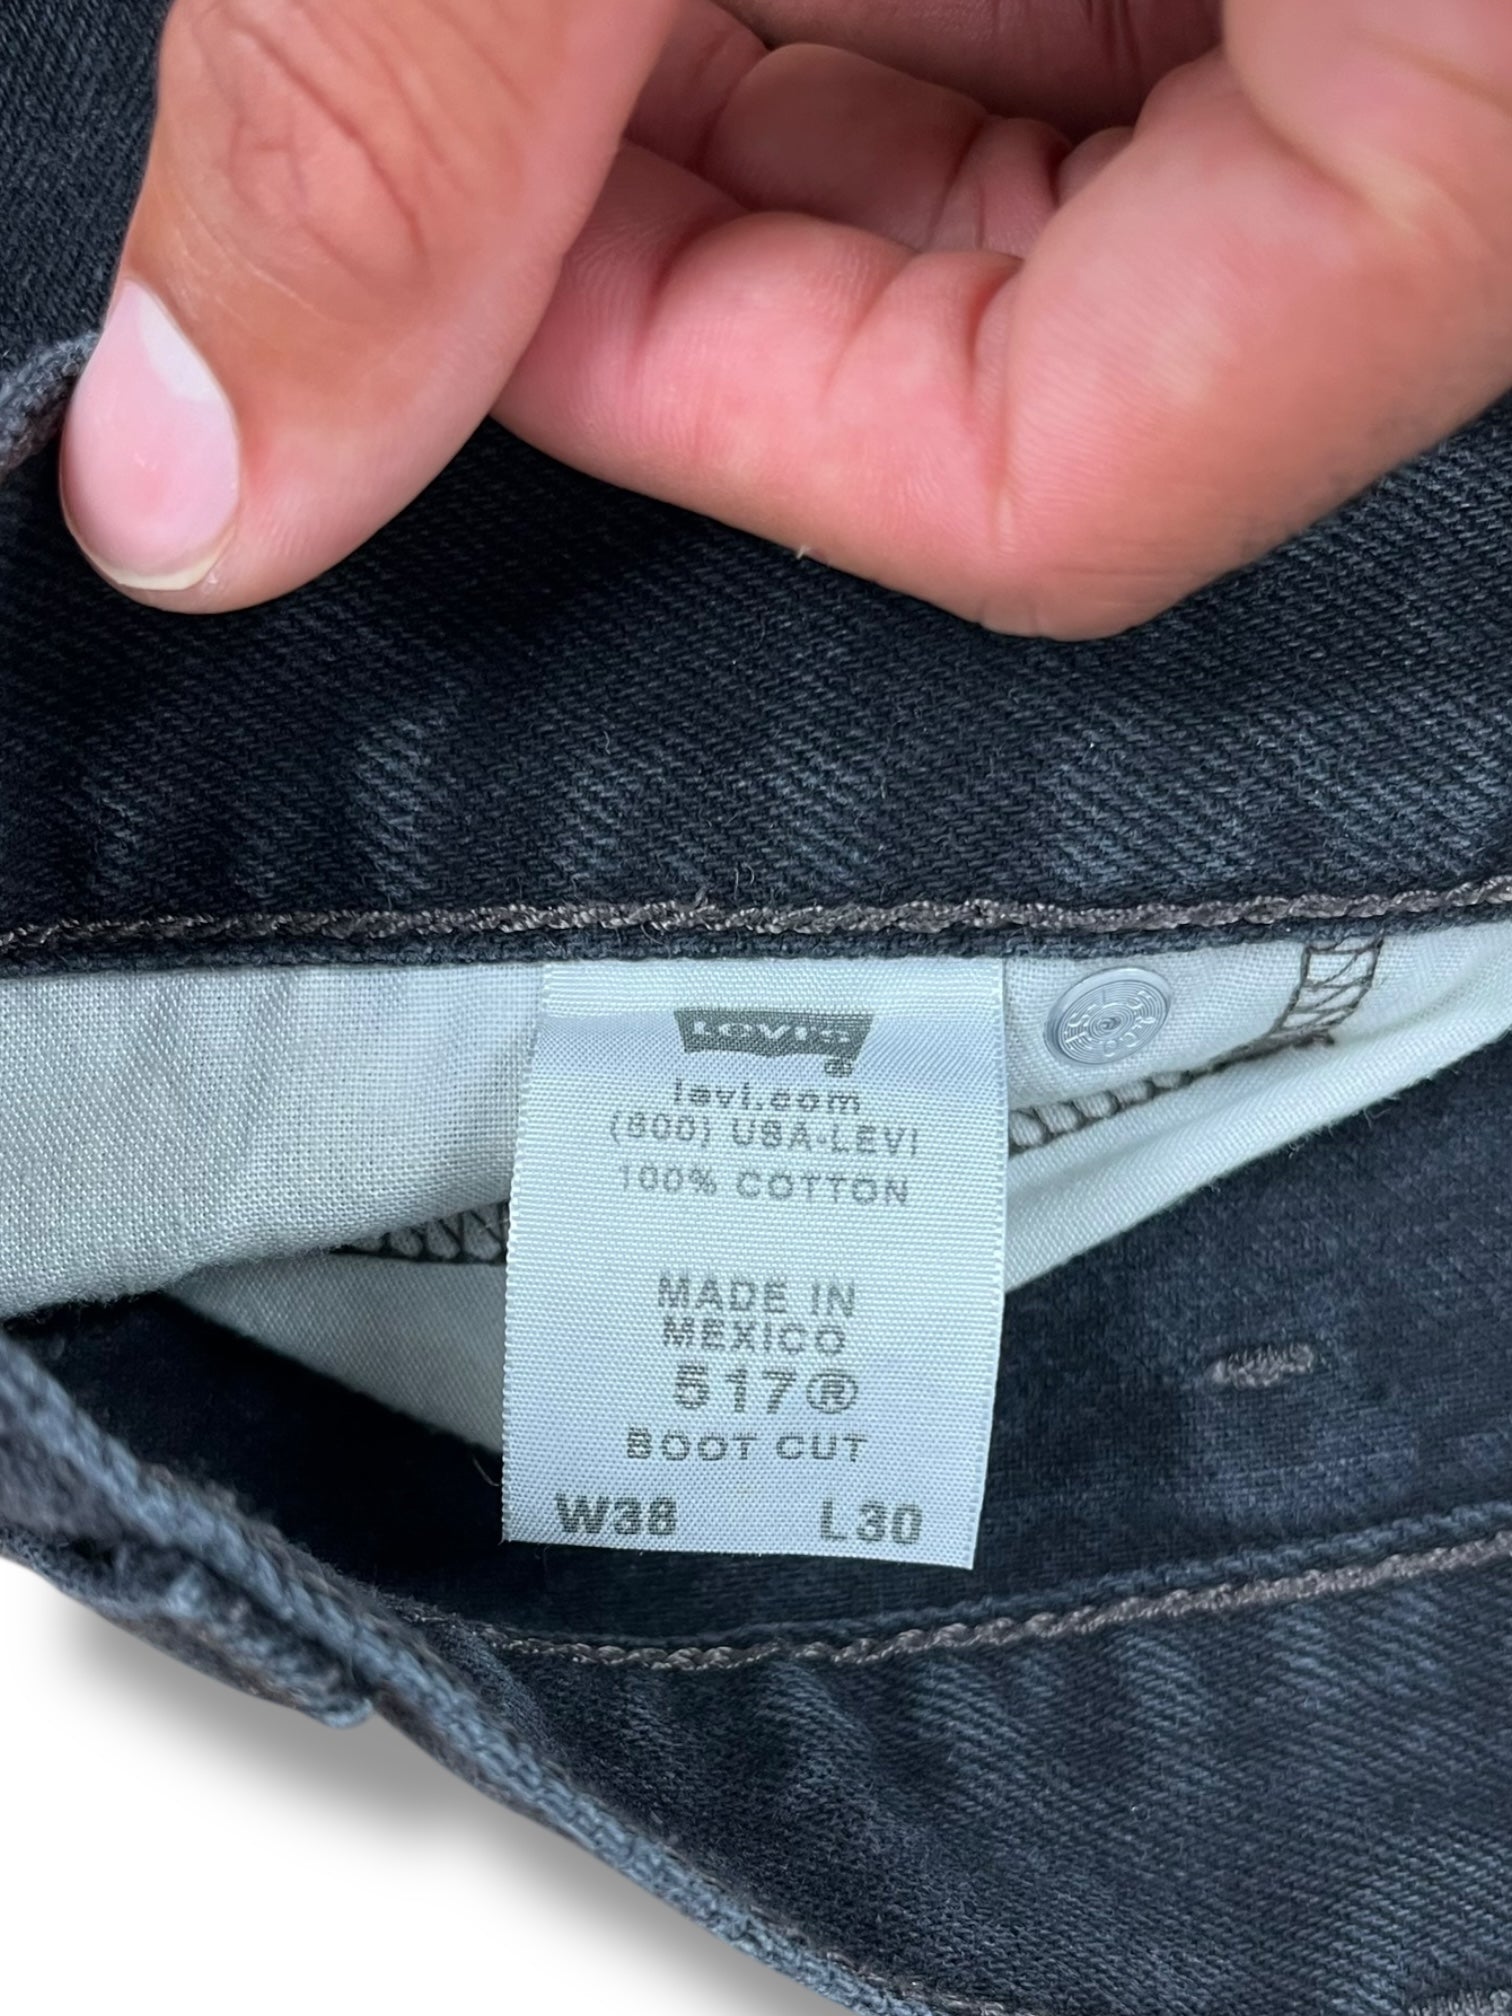 Levi's
®
levi.com
(800) USA-LEVI
100% COTTON
MADE IN
MEXICO
517®
BOOT CUT
W38 L30